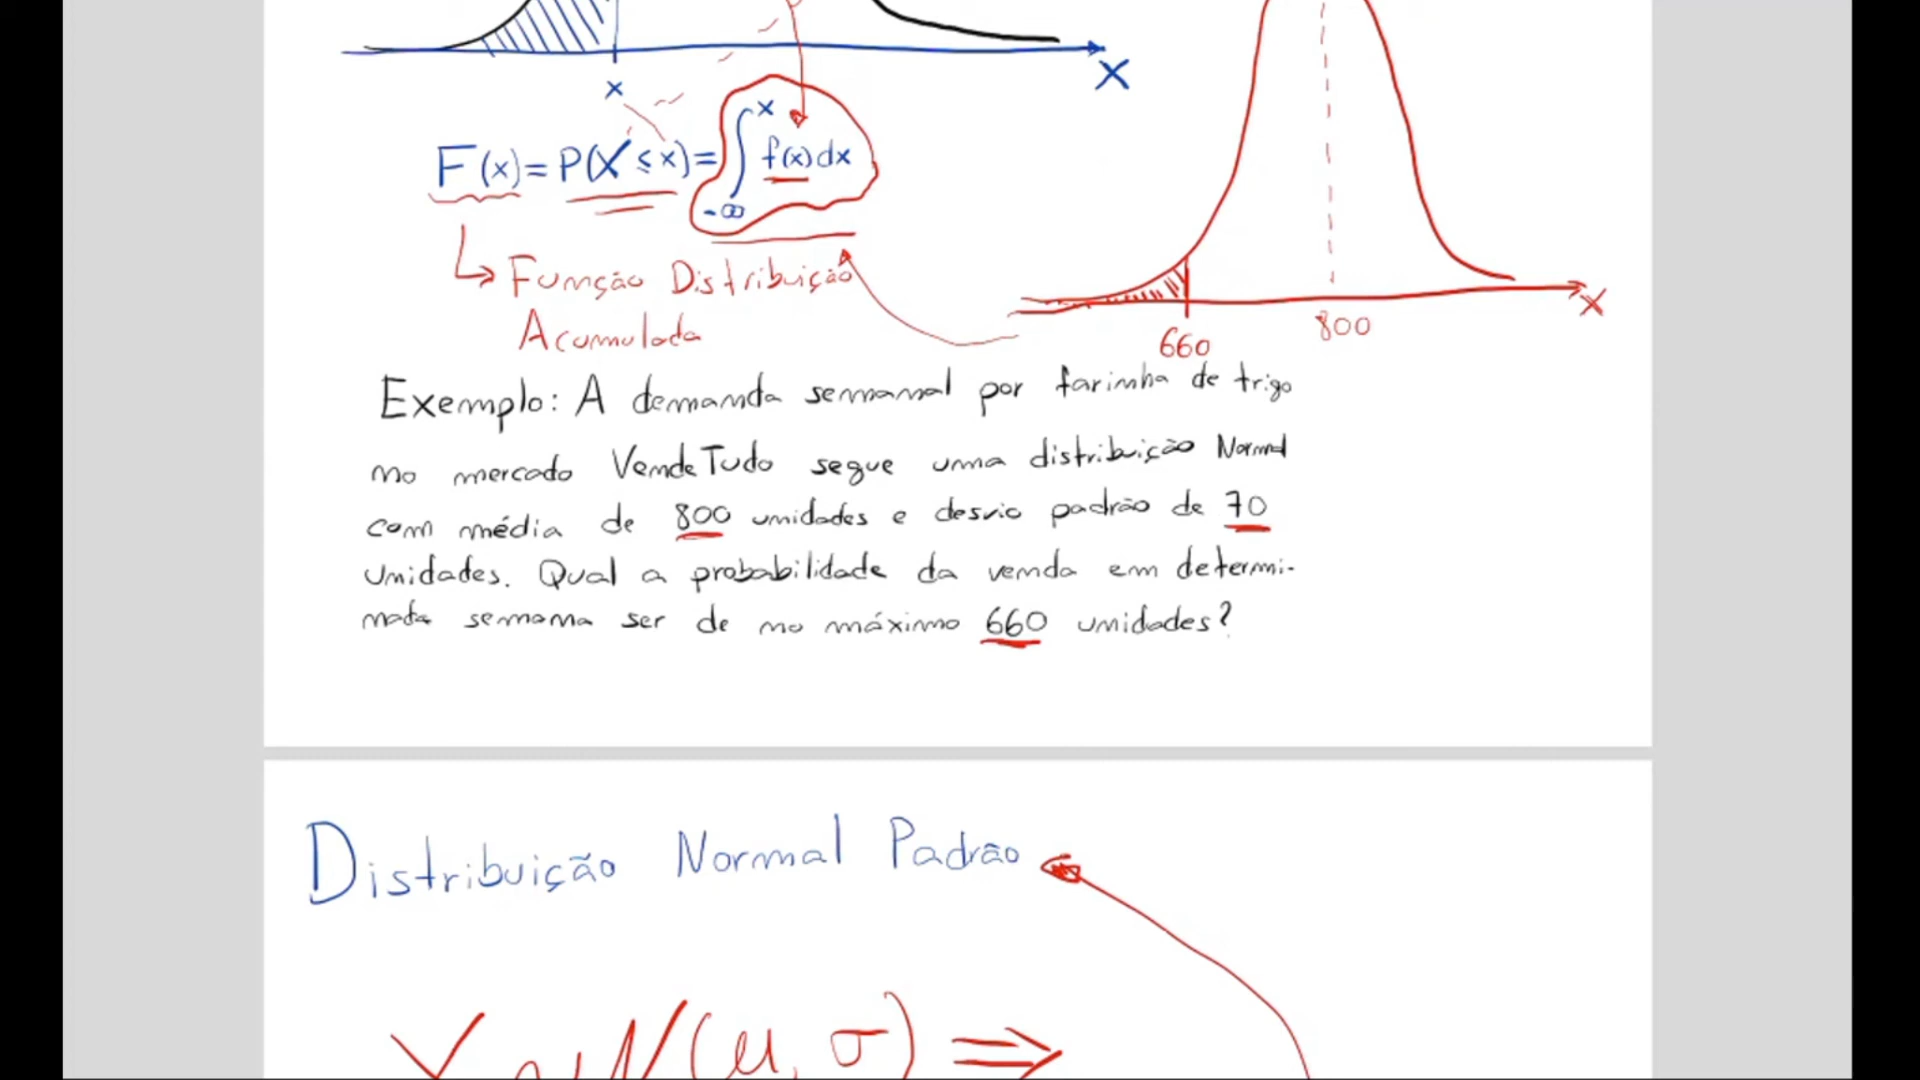 X
x
F(x) = P(X ≤ x) = ∫ -∞ x f(x)dx
Função Distribuição
Acumulada
660
800
X
Exemplo: A demanda semanal por farinha de trigo
no mercado VendeTudo segue uma distribuição Normal
com média de 800 unidades e desvio padrão de 70
unidades. Qual a probabilidade da venda em determi-
nada semana ser de no máximo 660 unidades?
Distribuição Normal Padrão
X ~ N(μ, σ) ⇒